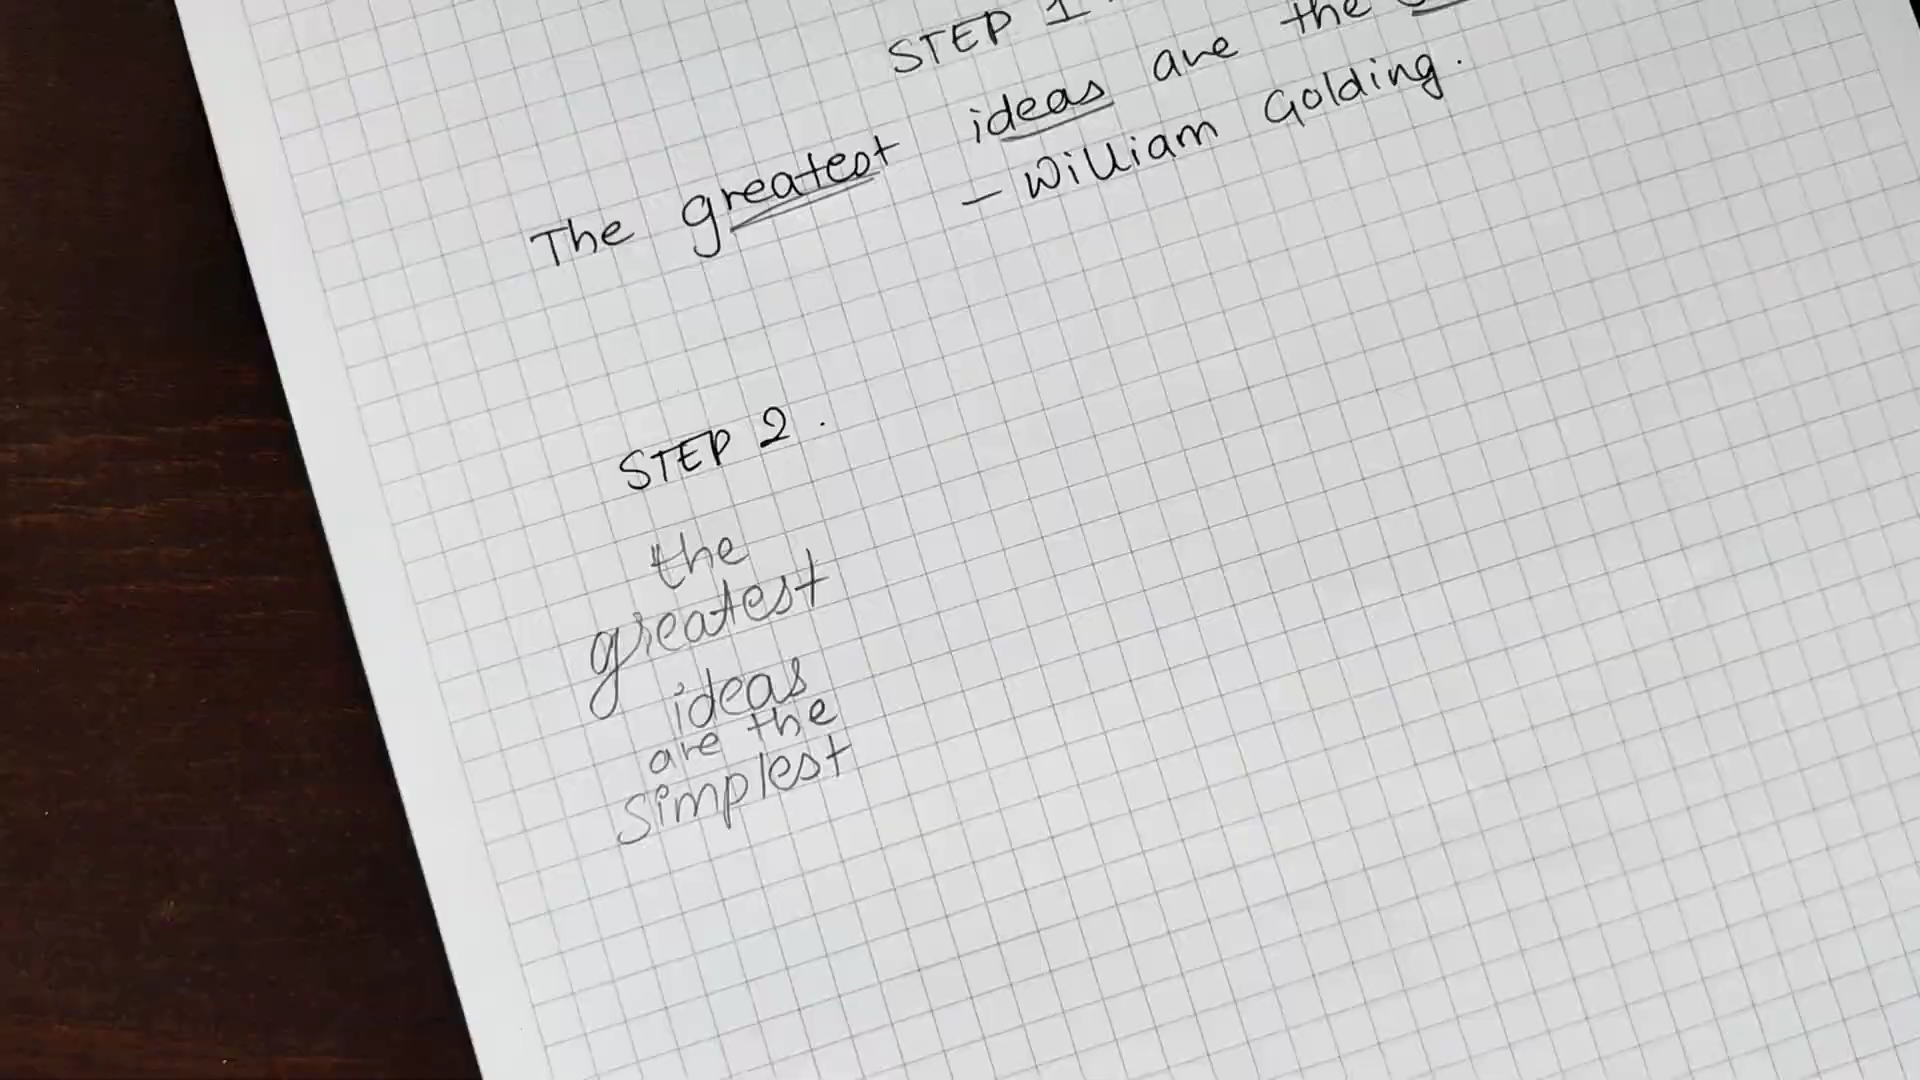 STEP 1.
The greatest ideas are the
– William Golding.
STEP 2.
the
greatest
ideas
are the
simplest